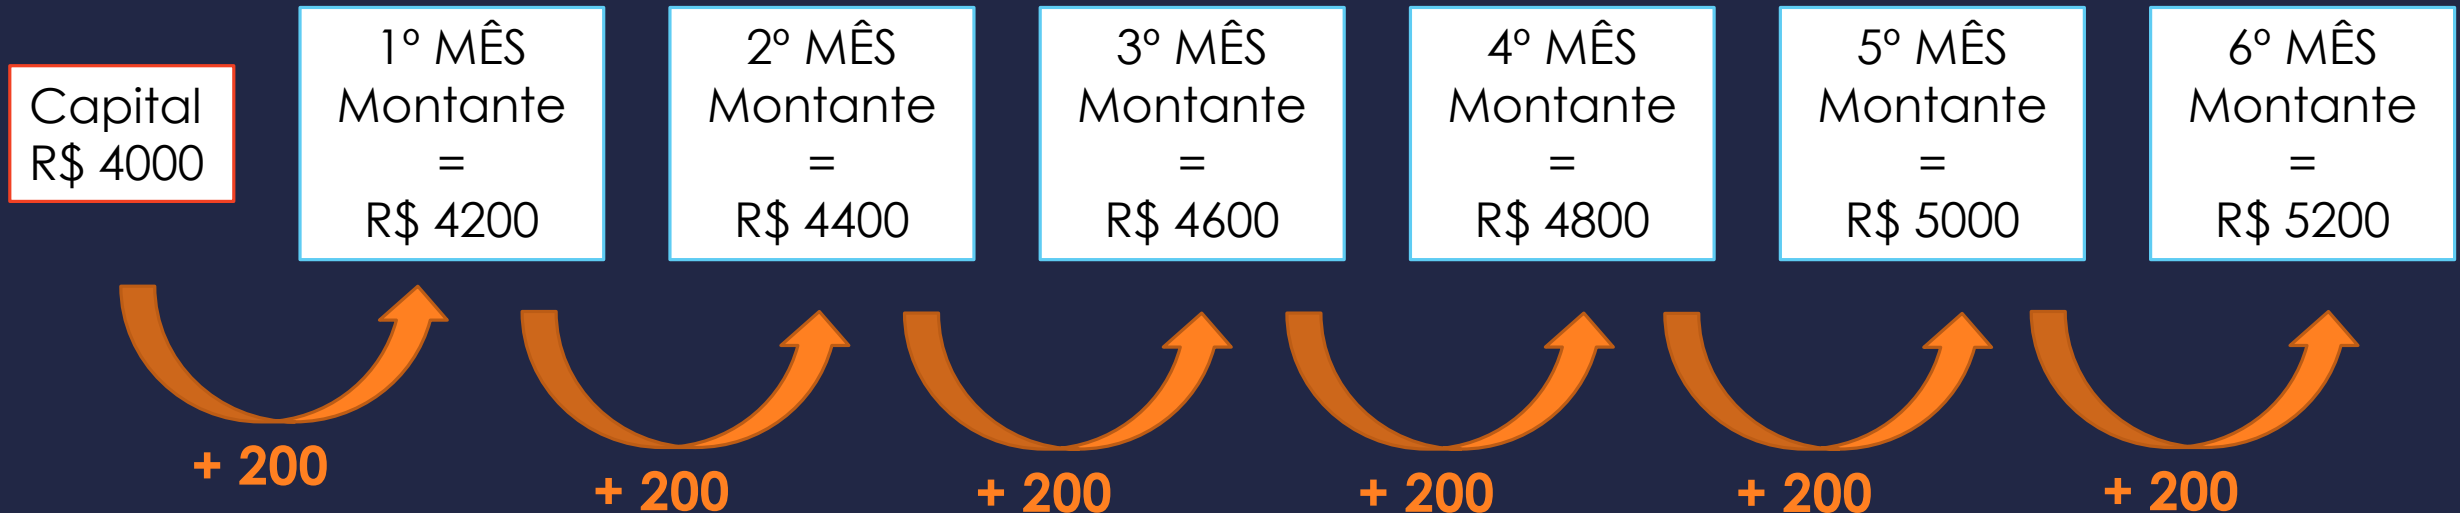 Capital
R$ 4000
1º MÊS
Montante
=
R$ 4200
2º MÊS
Montante
=
R$ 4400
3º MÊS
Montante
=
R$ 4600
4º MÊS
Montante
=
R$ 4800
5º MÊS
Montante
=
R$ 5000
6º MÊS
Montante
=
R$ 5200
+ 200
+ 200
+ 200
+ 200
+ 200
+ 200